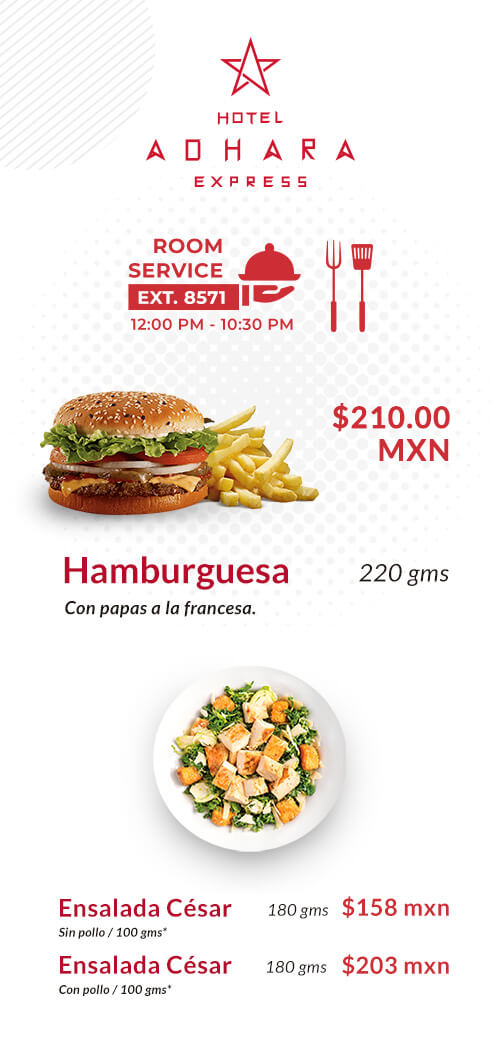 HOTEL
ADHARA
EXPRESS
ROOM
SERVICE
EXT. 8571
12:00 PM - 10:30 PM
$210.00
MXN
Hamburguesa 220 gms
Con papas a la francesa.
Ensalada César 180 gms $158 mxn
Sin pollo / 100 gms*
Ensalada César 180 gms $203 mxn
Con pollo / 100 gms*